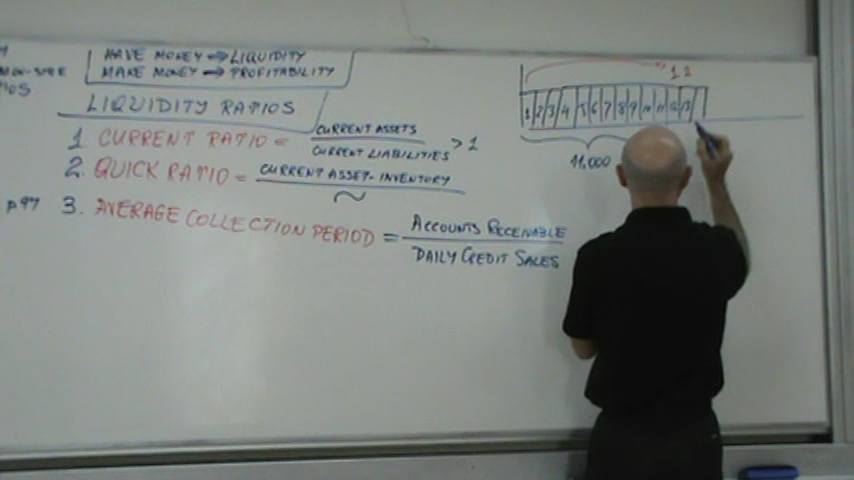 HAVE MONEY ⇒ LIQUIDITY
MAKE MONEY ⇒ PROFITABILITY
LIQUIDITY RATIOS
1 CURRENT RATIO = CURRENT ASSETS
CURRENT LIABILITIES > 1
2. QUICK RATIO = CURRENT ASSET-INVENTORY
~
p97 3. AVERAGE COLLECTION PERIOD = ACCOUNTS RECEIVABLE
DAILY CREDIT SALES
1 2 3 4 5 6 7 8 9 10 11 12 13
11,000